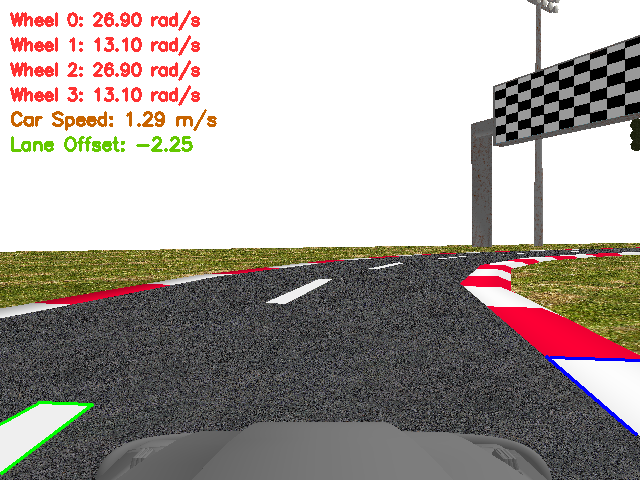 Wheel 0: 26.90 rad/s
Wheel 1: 13.10 rad/s
Wheel 2: 26.90 rad/s
Wheel 3: 13.10 rad/s
Car Speed: 1.29 m/s
Lane Offset: -2.25